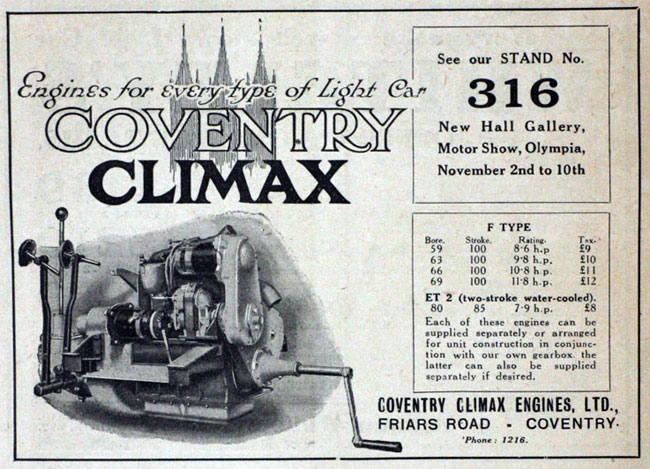 Engines for every type of Light Car
COVENTRY
CLIMAX
See our STAND No.
316
New Hall Gallery,
Motor Show, Olympia,
November 2nd to 10th
F TYPE
Bore. Stroke. Rating. Tax.
59 100 8·6 h.p £9
63 100 9·8 h.p. £10
66 100 10·8 h.p. £11
69 100 11·8 h.p. £12
ET 2 (two-stroke water-cooled).
80 85 7·9 h.p. £8
Each of these engines can be
supplied separately or arranged
for unit construction in conjunc-
tion with our own gearbox. the
latter can also be supplied
separately if desired.
COVENTRY CLIMAX ENGINES, LTD.,
FRIARS ROAD - COVENTRY.
'Phone: 1216.